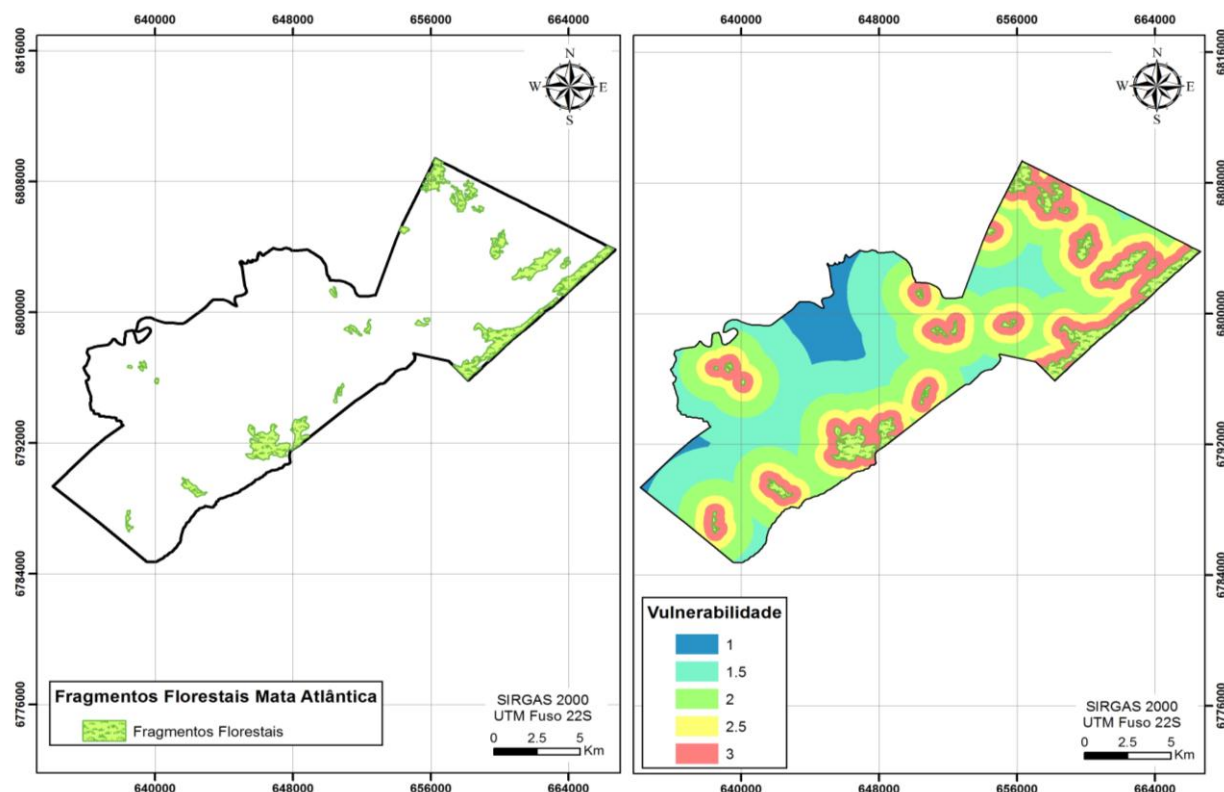 640000 648000 656000 664000
6816000
6808000
6800000
6792000
6784000
6776000
N
W E
S
Fragmentos Florestais Mata Atlântica
Fragmentos Florestais
SIRGAS 2000
UTM Fuso 22S
0 2.5 5
Km
640000 648000 656000 664000
640000 648000 656000 664000
N
W E
S
Vulnerabilidade
1
1.5
2
2.5
3
SIRGAS 2000
UTM Fuso 22S
0 2.5 5
Km
6816000
6808000
6800000
6792000
6784000
6776000
640000 648000 656000 664000